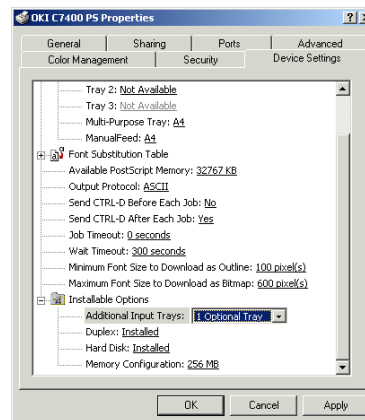 OKI C7400 PS Properties
General Sharing Ports Advanced
Color Management Security Device Settings
Tray 2: Not Available
Tray 3: Not Available
Multi-Purpose Tray: A4
ManualFeed: A4
Font Substitution Table
Available PostScript Memory: 32767 KB
Output Protocol: ASCII
Send CTRL-D Before Each Job: No
Send CTRL-D After Each Job: Yes
Job Timeout: 0 seconds
Wait Timeout: 300 seconds
Minimum Font Size to Download as Outline: 100 pixel(s)
Maximum Font Size to Download as Bitmap: 600 pixel(s)
Installable Options
Additional Input Trays: 1 Optional Tray
Duplex: Installed
Hard Disk: Installed
Memory Configuration: 256 MB
OK Cancel Apply